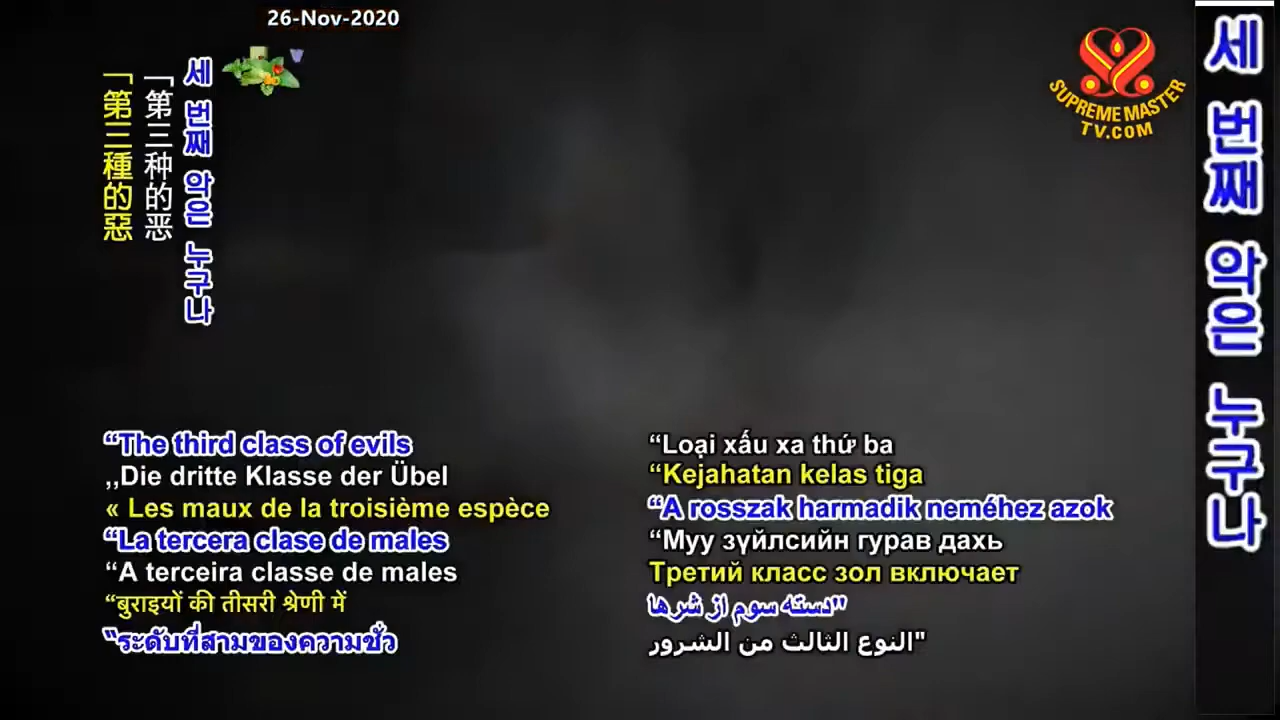 26-Nov-2020
SUPREME MASTER
TV.COM
세 번째 악은 누구나
「第三种的恶
「第三種的惡
세 번째 악은 누구나
“The third class of evils
,,Die dritte Klasse der Übel
« Les maux de la troisième espèce
“La tercera clase de males
“A terceira classe de males
“बुराइयों की तीसरी श्रेणी में
“ระดับที่สามของความชั่ว
“Loại xấu xa thứ ba
“Kejahatan kelas tiga
“A rosszak harmadik neméhez azok
“Муу зүйлсийн гурав дахь
Третий класс зол включает
"دسته سوم از شرها
"النوع الثالث من الشرور